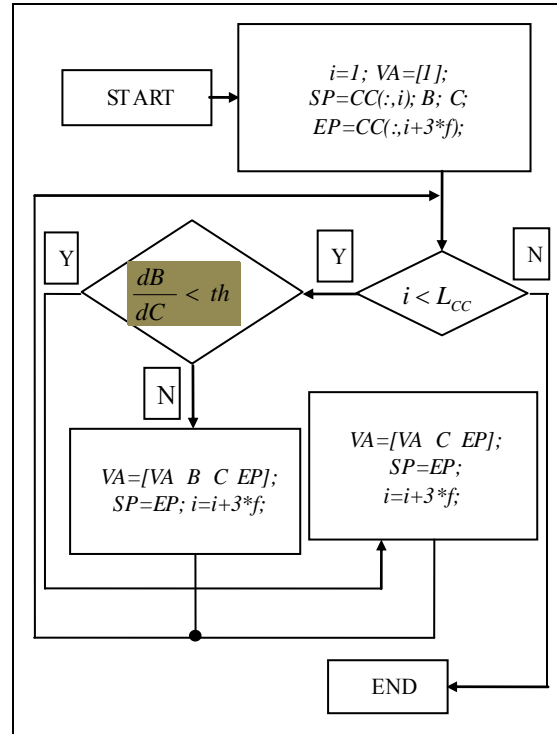 START
i=1; VA=[1];
SP=CC(:,i); B; C;
EP=CC(:,i+3*f);
Y
dB
dC
< th
Y
i < L_CC
N
N
VA=[VA B C EP];
SP=EP; i=i+3*f;
VA=[VA C EP];
SP=EP;
i=i+3*f;
END